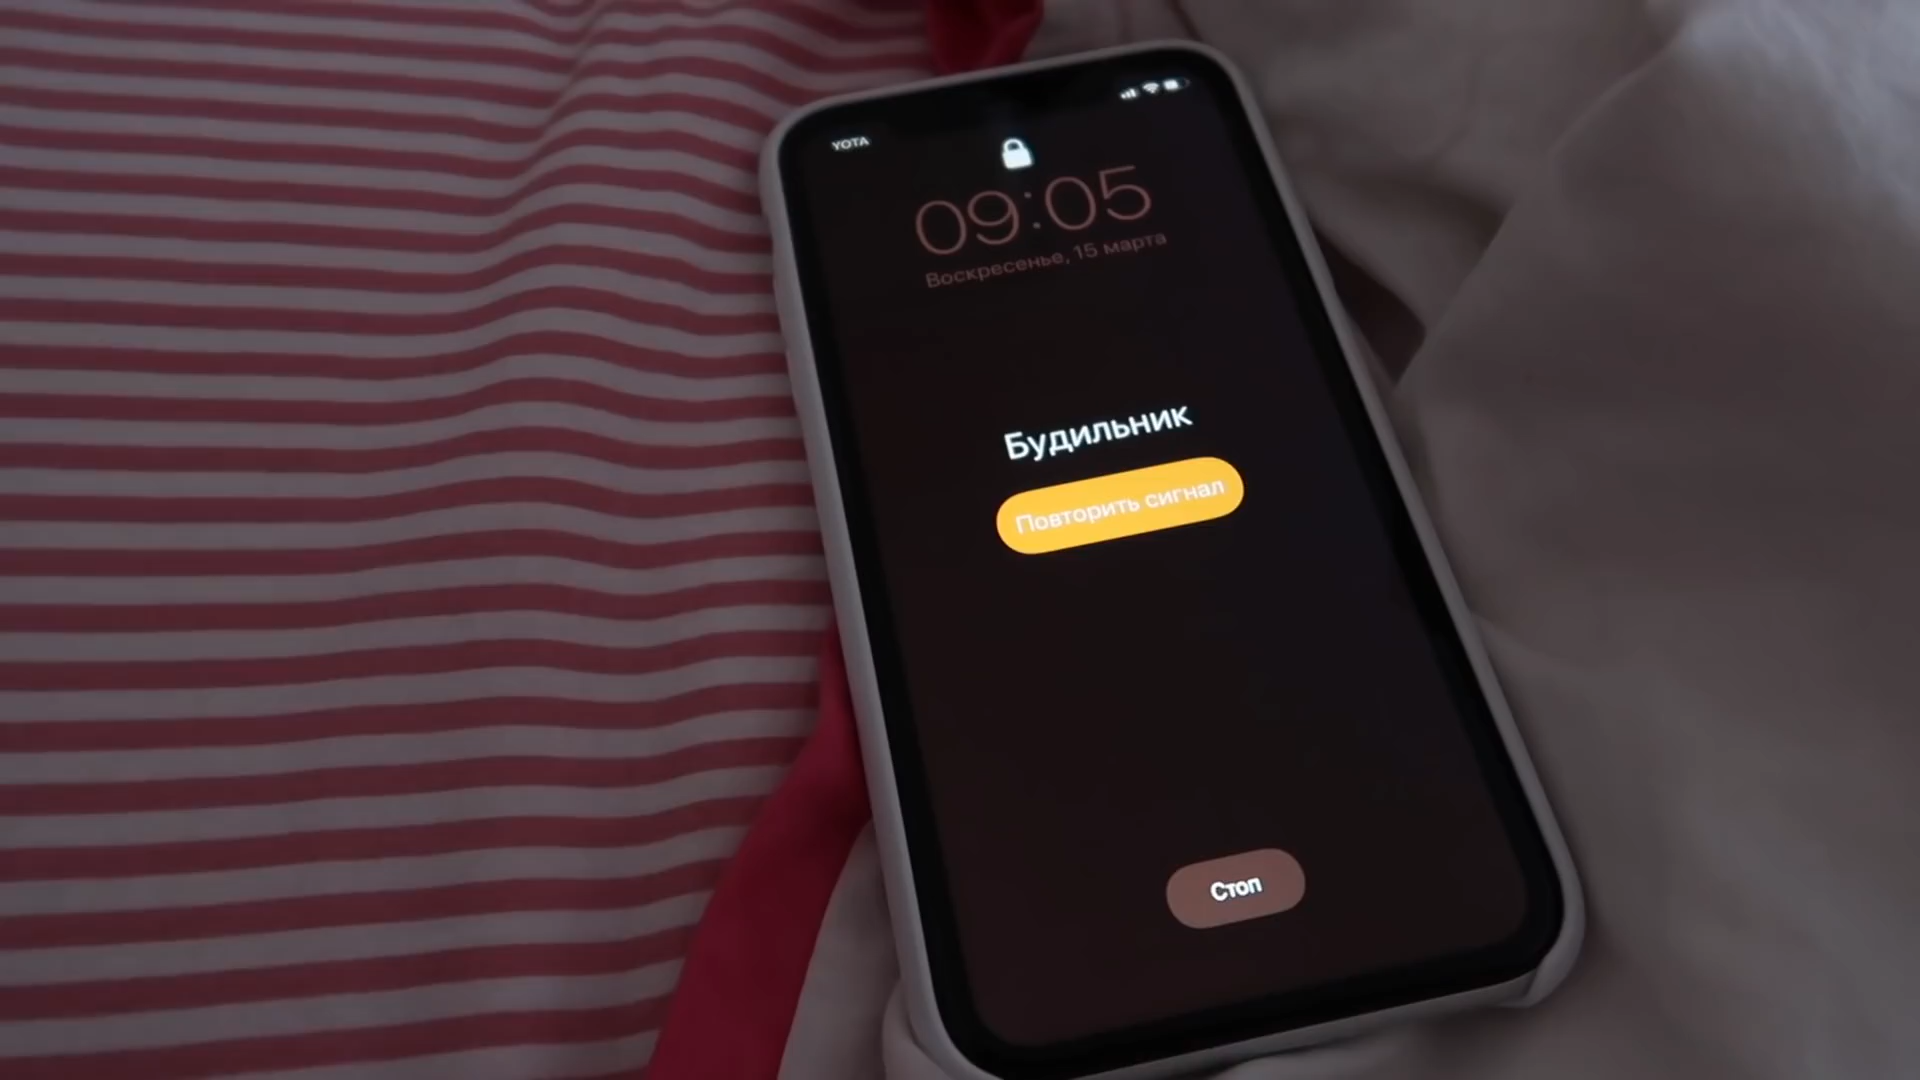 YOTA
09:05
Воскресенье, 15 марта
Будильник
Повторить сигнал
Стоп